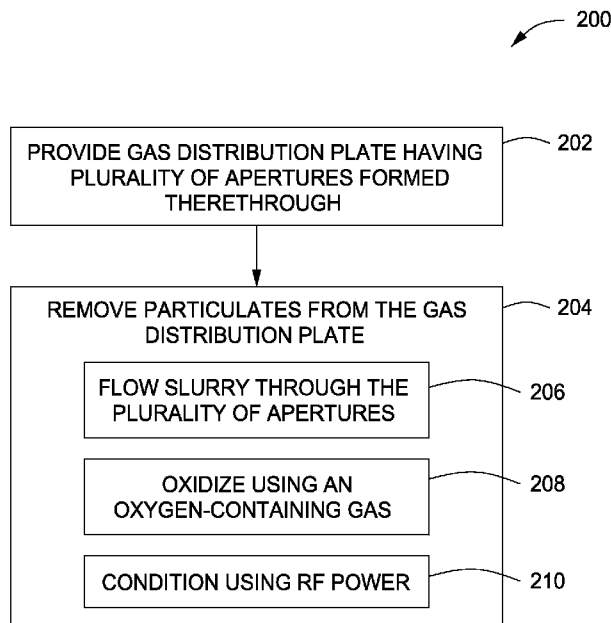 200
PROVIDE GAS DISTRIBUTION PLATE HAVING
PLURALITY OF APERTURES FORMED
THERETHROUGH
202
REMOVE PARTICULATES FROM THE GAS
DISTRIBUTION PLATE
204
FLOW SLURRY THROUGH THE
PLURALITY OF APERTURES
206
OXIDIZE USING AN
OXYGEN-CONTAINING GAS
208
CONDITION USING RF POWER
210